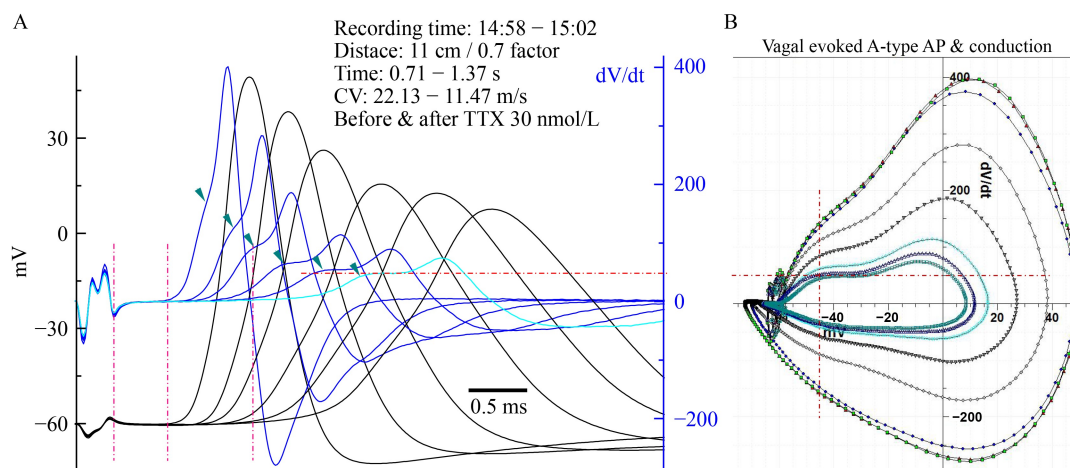 A
Recording time: 14:58 – 15:02
Distace: 11 cm / 0.7 factor
Time: 0.71 – 1.37 s
CV: 22.13 – 11.47 m/s
Before & after TTX 30 nmol/L
dV/dt
400
200
0
−200
30
0
−30
−60
mV
0.5 ms
B
Vagal evoked A-type AP & conduction
400
200
dV/dt
−40
−20
0
20
40
mV
−200